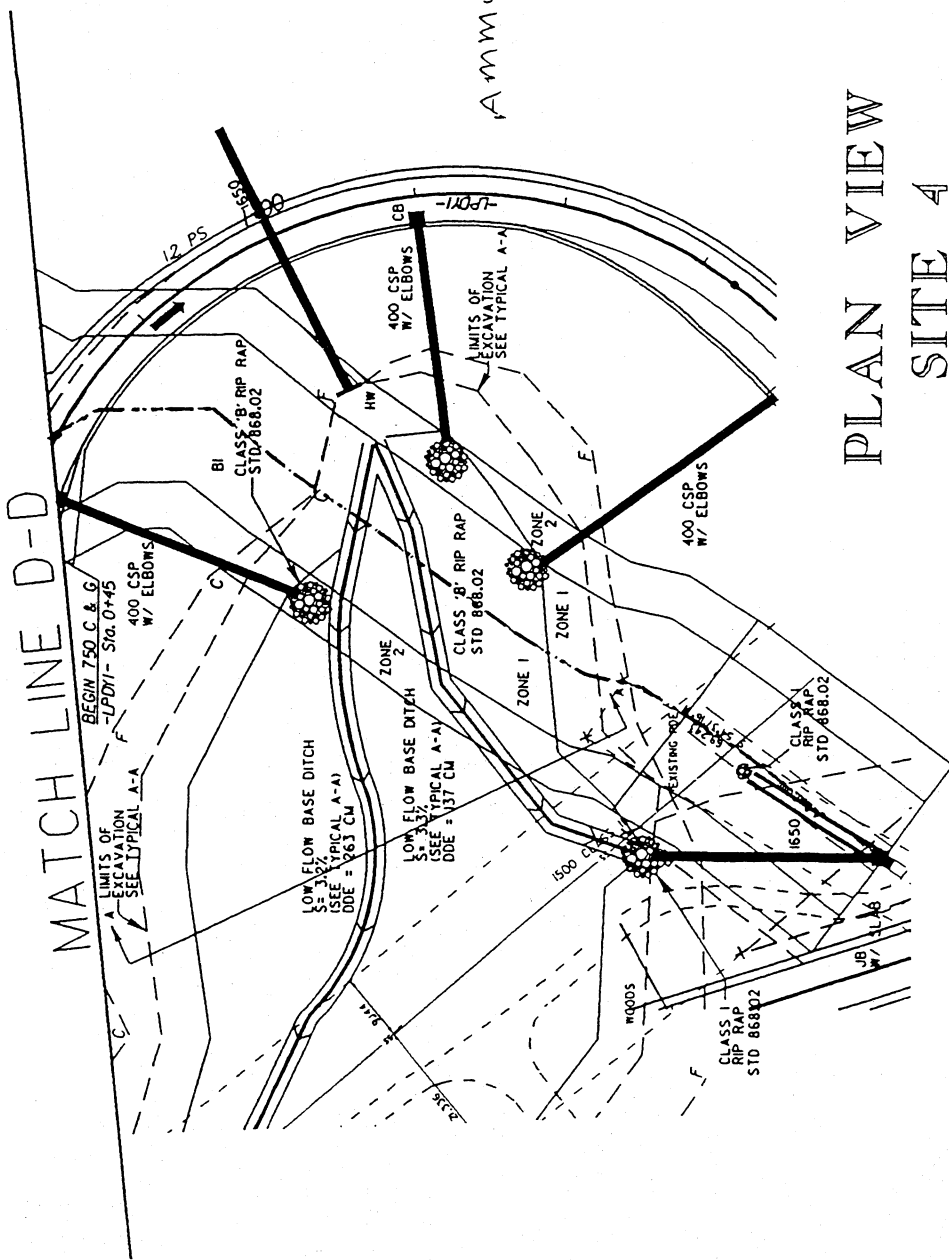 MATCH LINE D-D
BEGIN 750 C & G
-LPDY1- Sta. 0+45
400 CSP
W/ ELBOWS
A
LIMITS OF
EXCAVATION
SEE TYPICAL A-A
C
F
C
12 PS
BI
CLASS 'B' RIP RAP
STD 868.02
F
C
HW
CB
-LPDY1-
400 CSP
W/ ELBOWS
LIMITS OF
EXCAVATION
SEE TYPICAL A-A
F
LOW FLOW BASE DITCH
S= 3.2%
(SEE TYPICAL A-A)
DDE = 263 CM
LOW FLOW BASE DITCH
S= 3.3%
(SEE TYPICAL A-A)
DDE = 137 CM
ZONE
2
CLASS 'B' RIP RAP
STD 868.02
ZONE
2
ZONE 1
ZONE 1
400 CSP
W/ ELBOWS
EXISTING
A
1500
CLASS I
RIP RAP
STD 868.02
1650
21.336
WOODS
CLASS I
RIP RAP
STD 868.02
F
JB
W/ SLAB
PLAN VIEW
SITE 4